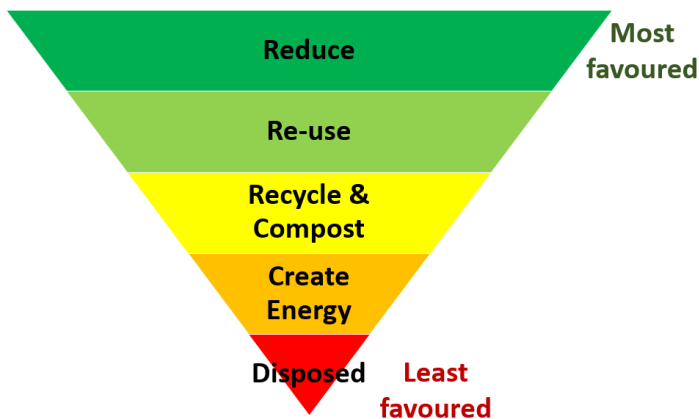 Reduce
Most
favoured
Re-use
Recycle &
Compost
Create
Energy
Disposed
Least
favoured